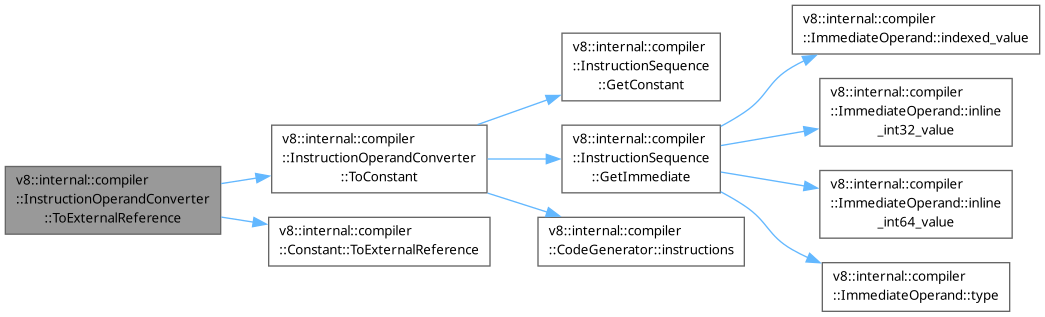 v8::internal::compiler
::InstructionOperandConverter
::ToExternalReference
v8::internal::compiler
::InstructionOperandConverter
::ToConstant
v8::internal::compiler
::Constant::ToExternalReference
v8::internal::compiler
::InstructionSequence
::GetConstant
v8::internal::compiler
::InstructionSequence
::GetImmediate
v8::internal::compiler
::CodeGenerator::instructions
v8::internal::compiler
::ImmediateOperand::indexed_value
v8::internal::compiler
::ImmediateOperand::inline
_int32_value
v8::internal::compiler
::ImmediateOperand::inline
_int64_value
v8::internal::compiler
::ImmediateOperand::type